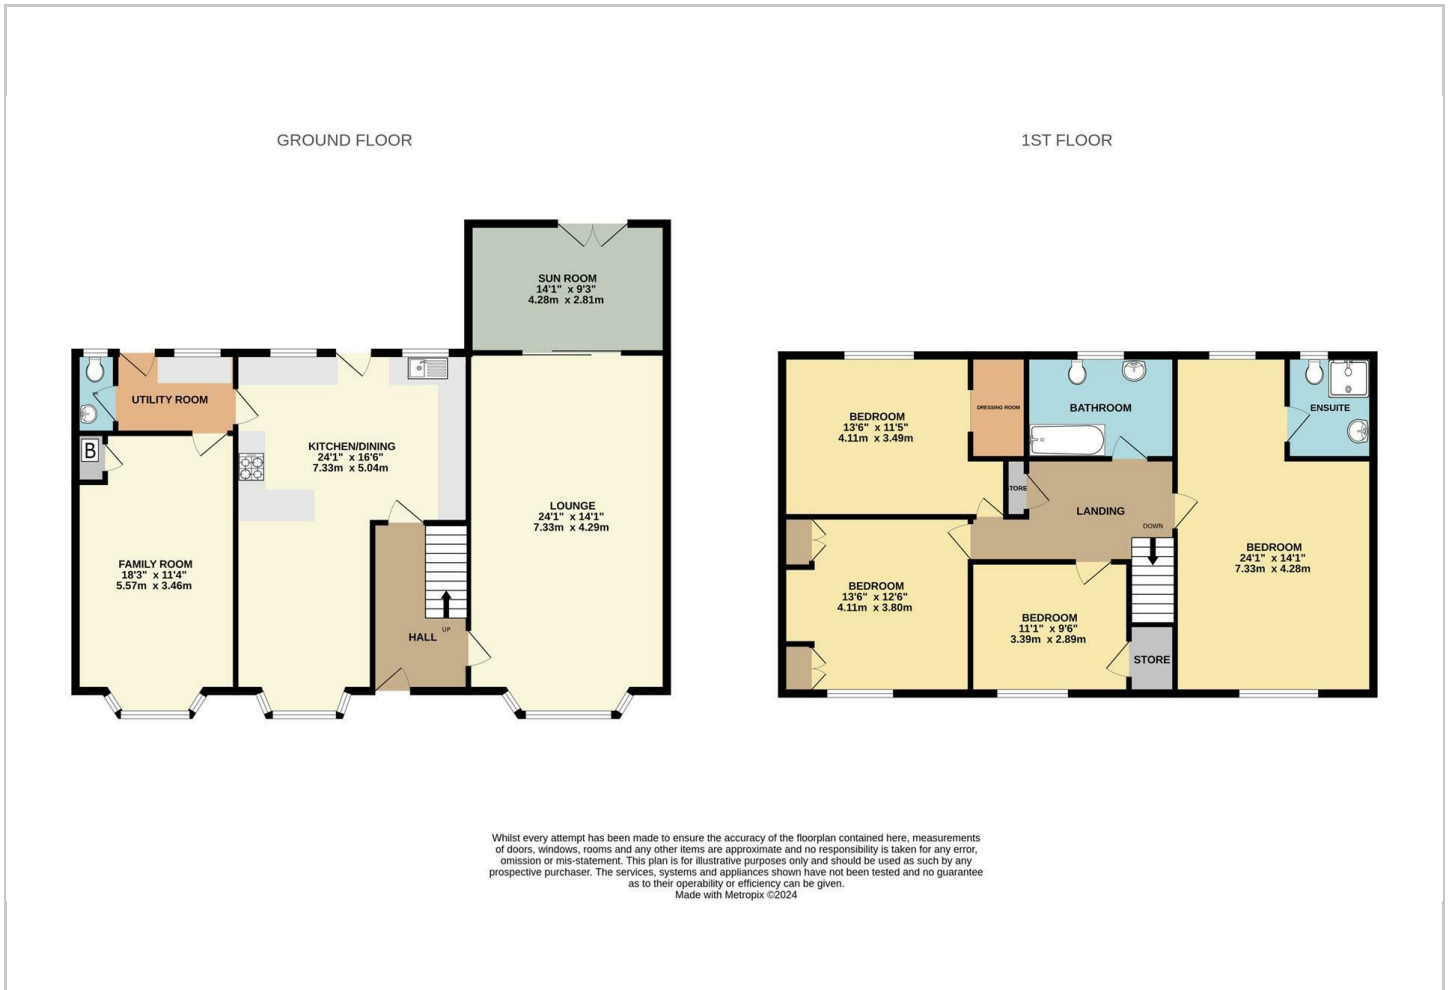 GROUND FLOOR
SUN ROOM
14'1" x 9'3"
4.28m x 2.81m
UTILITY ROOM
B
KITCHEN/DINING
24'1" x 16'6"
7.33m x 5.04m
LOUNGE
24'1" x 14'1"
7.33m x 4.29m
FAMILY ROOM
18'3" x 11'4"
5.57m x 3.46m
HALL
UP
1ST FLOOR
BEDROOM
13'6" x 11'5"
4.11m x 3.49m
DRESSING ROOM
BATHROOM
ENSUITE
STORE
LANDING
DOWN
BEDROOM
24'1" x 14'1"
7.33m x 4.28m
BEDROOM
13'6" x 12'6"
4.11m x 3.80m
BEDROOM
11'1" x 9'6"
3.39m x 2.89m
STORE
Whilst every attempt has been made to ensure the accuracy of the floorplan contained here, measurements
of doors, windows, rooms and any other items are approximate and no responsibility is taken for any error,
omission or mis-statement. This plan is for illustrative purposes only and should be used as such by any
prospective purchaser. The services, systems and appliances shown have not been tested and no guarantee
as to their operability or efficiency can be given.
Made with Metropix ©2024